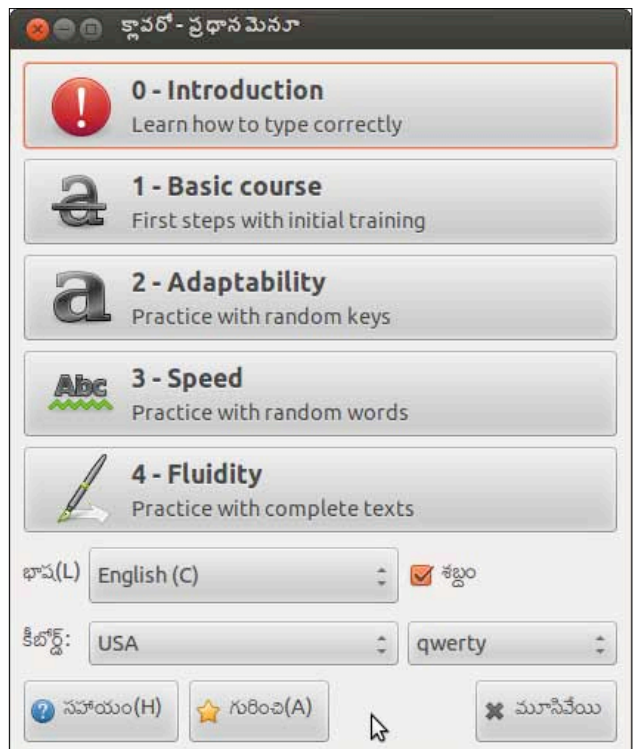 క్లావరో - ప్రధాన మెనూ
0 - Introduction
Learn how to type correctly
1 - Basic course
First steps with initial training
2 - Adaptability
Practice with random keys
Abc
3 - Speed
Practice with random words
4 - Fluidity
Practice with complete texts
భాష(L) English (C) శబ్దం
కీబోర్డ్: USA qwerty
సహాయం(H) గురించి(A) మూసివేయి